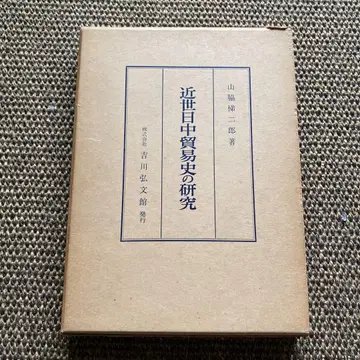 山脇悌二郎著
近世日中貿易史の研究
株式会社 吉川弘文館 発行